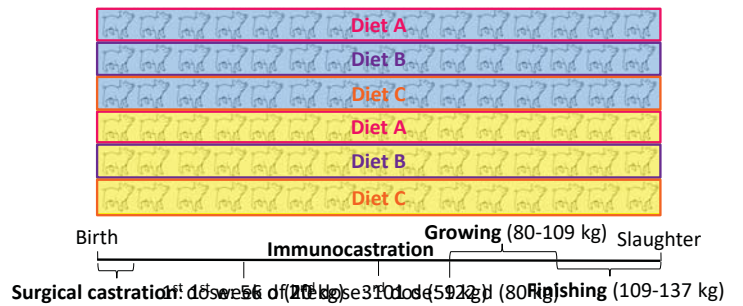 Diet A
Diet B
Diet C
Diet A
Diet B
Diet C
Growing (80-109 kg)
Birth
Slaughter
Immunocastration
Surgical castration: Finishing (109-137 kg)